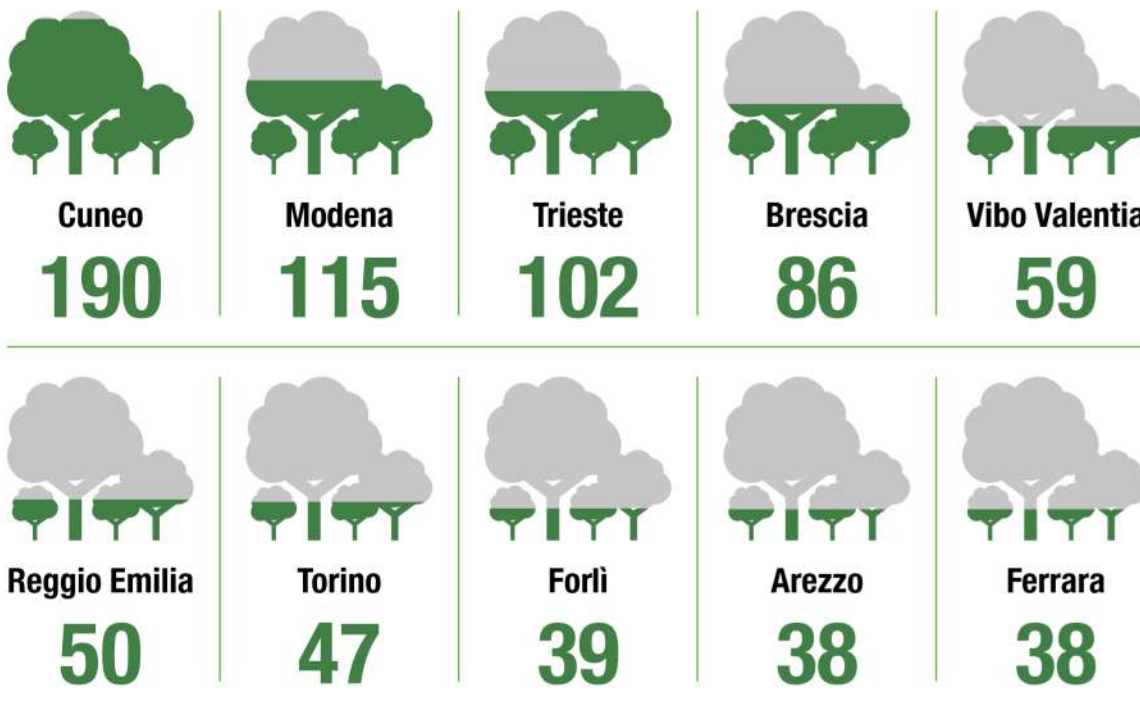 Cuneo Modena Trieste Brescia Vibo Valentia
190 115 102 86 59
Reggio Emilia Torino Forlì Arezzo Ferrara
50 47 39 38 38